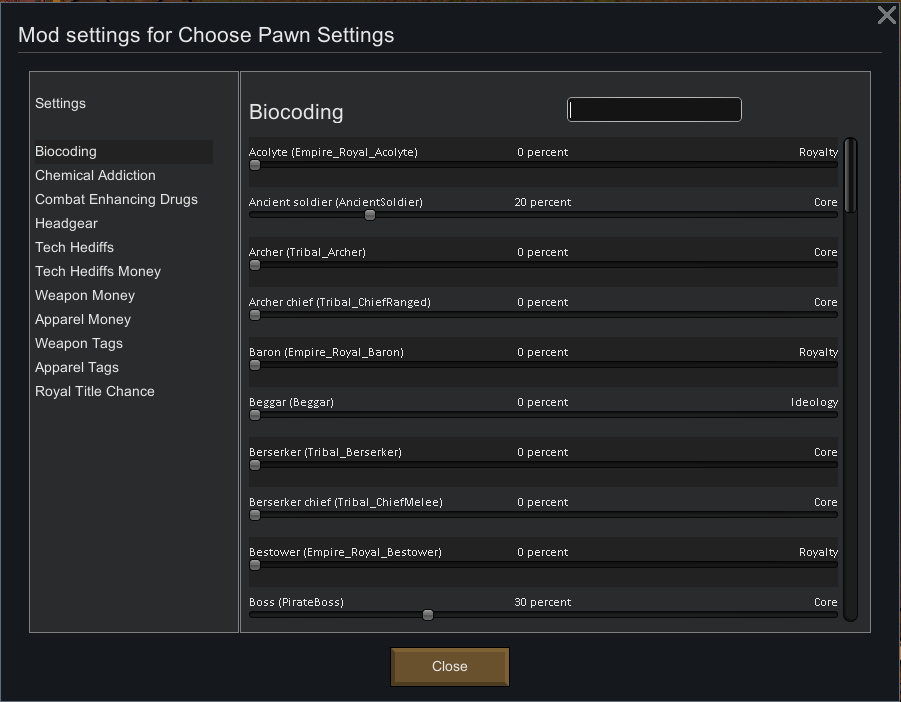 Mod settings for Choose Pawn Settings
Settings
Biocoding
Chemical Addiction
Combat Enhancing Drugs
Headgear
Tech Hediffs
Tech Hediffs Money
Weapon Money
Apparel Money
Weapon Tags
Apparel Tags
Royal Title Chance
Biocoding
Acolyte (Empire_Royal_Acolyte) 0 percent Royalty
Ancient soldier (AncientSoldier) 20 percent Core
Archer (Tribal_Archer) 0 percent Core
Archer chief (Tribal_ChiefRanged) 0 percent Core
Baron (Empire_Royal_Baron) 0 percent Royalty
Beggar (Beggar) 0 percent Ideology
Berserker (Tribal_Berserker) 0 percent Core
Berserker chief (Tribal_ChiefMelee) 0 percent Core
Bestower (Empire_Royal_Bestower) 0 percent Royalty
Boss (PirateBoss) 30 percent Core
Close